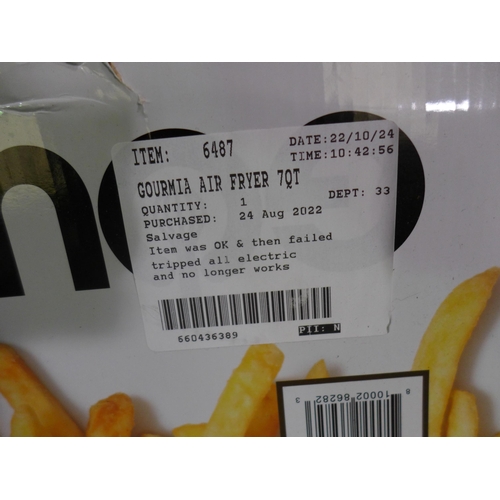 ITEM: 6487 DATE:22/10/24
TIME:10:42:56
GOURMIA AIR FRYER 7QT
QUANTITY: 1 DEPT: 33
PURCHASED: 24 Aug 2022
Salvage
Item was OK & then failed
tripped all electric
and no longer works
660436389 PII: N
8 10002 86282 3